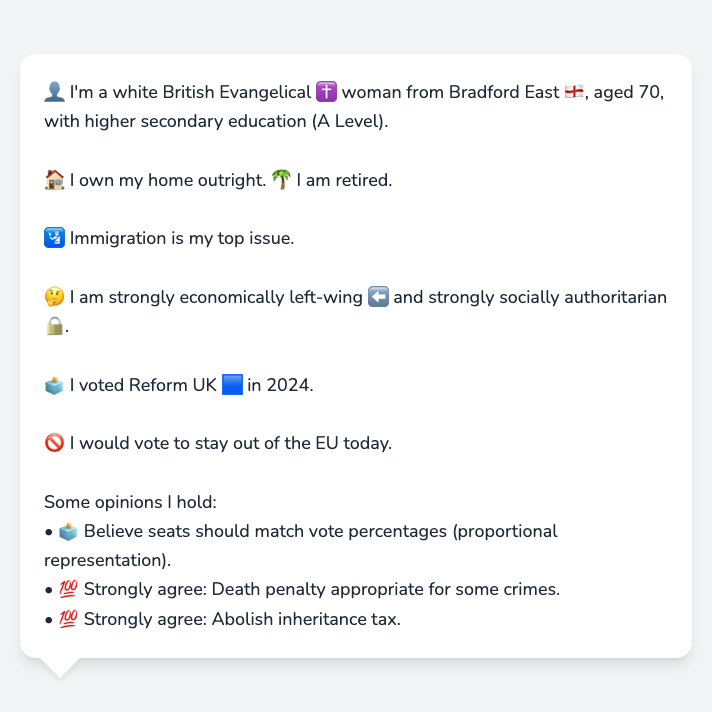 👤 I'm a white British Evangelical ✝️ woman from Bradford East 🏴󠁧󠁢󠁥󠁮󠁧󠁿, aged 70,
with higher secondary education (A Level).
🏠 I own my home outright. 🌴 I am retired.
🛂 Immigration is my top issue.
🤔 I am strongly economically left-wing ⬅️ and strongly socially authoritarian
🔒.
🗳️ I voted Reform UK 🟦 in 2024.
🚫 I would vote to stay out of the EU today.
Some opinions I hold:
• 🗳️ Believe seats should match vote percentages (proportional
representation).
• 💯 Strongly agree: Death penalty appropriate for some crimes.
• 💯 Strongly agree: Abolish inheritance tax.